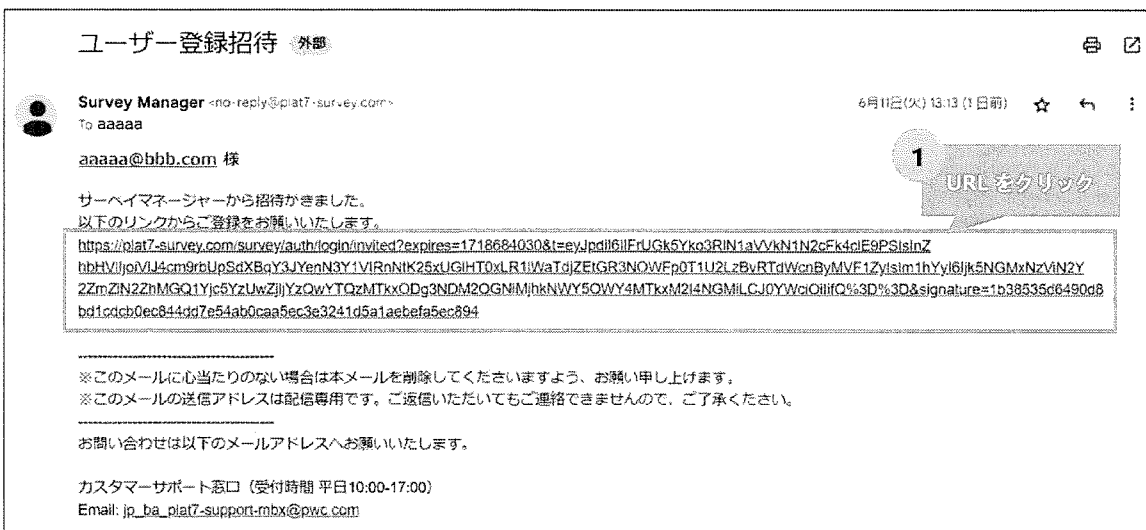 ユーザー登録招待 外部
Survey Manager <no-reply@plat7-survey.com>
6月11日(火) 13:13 (1日前)
To aaaaa
aaaaa@bbb.com 様
1
URLをクリック
サーベイマネージャーから招待がきました。
以下のリンクからご登録をお願いいたします。
https://plat7-survey.com/survey/auth/login/invited?expires=1718684030&t=
bd1cdcb0ec844dd7e54ab0caa5ec3e3241d5a1aebefa5ec894
--------------------------------
※このメールに心当たりのない場合は本メールを削除してくださいますよう、お願い申し上げます。
※このメールの送信アドレスは配信専用です。ご返信いただいてもご連絡できませんので、ご了承ください。
--------------------------------
お問い合わせは以下のメールアドレスへお願いいたします。
カスタマーサポート窓口（受付時間 平日10:00-17:00）
Email: jp_ba_plat7-support-mbx@pwc.com